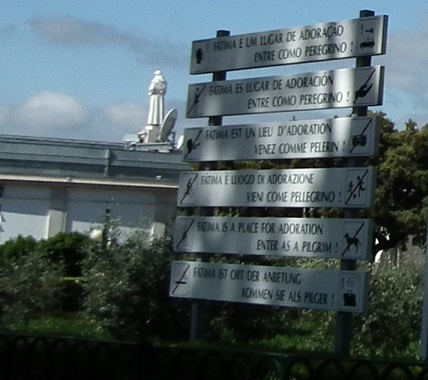 FATIMA E UM LUGAR DE ADORAÇAO
ENTRE COMO PEREGRINO !
FATIMA ES LUGAR DE ADORACIÓN
ENTRE COMO PEREGRINO !
FATIMA EST UN LIEU D'ADORATION
VENEZ COMME PELERIN !
FATIMA È LUOGO DI ADORAZIONE
VIENI COME PELLEGRINO !
FATIMA IS A PLACE FOR ADORATION
ENTER AS A PILGRIM !
FATIMA IST ORT DER ANBETUNG
KOMMEN SIE ALS PILGER !